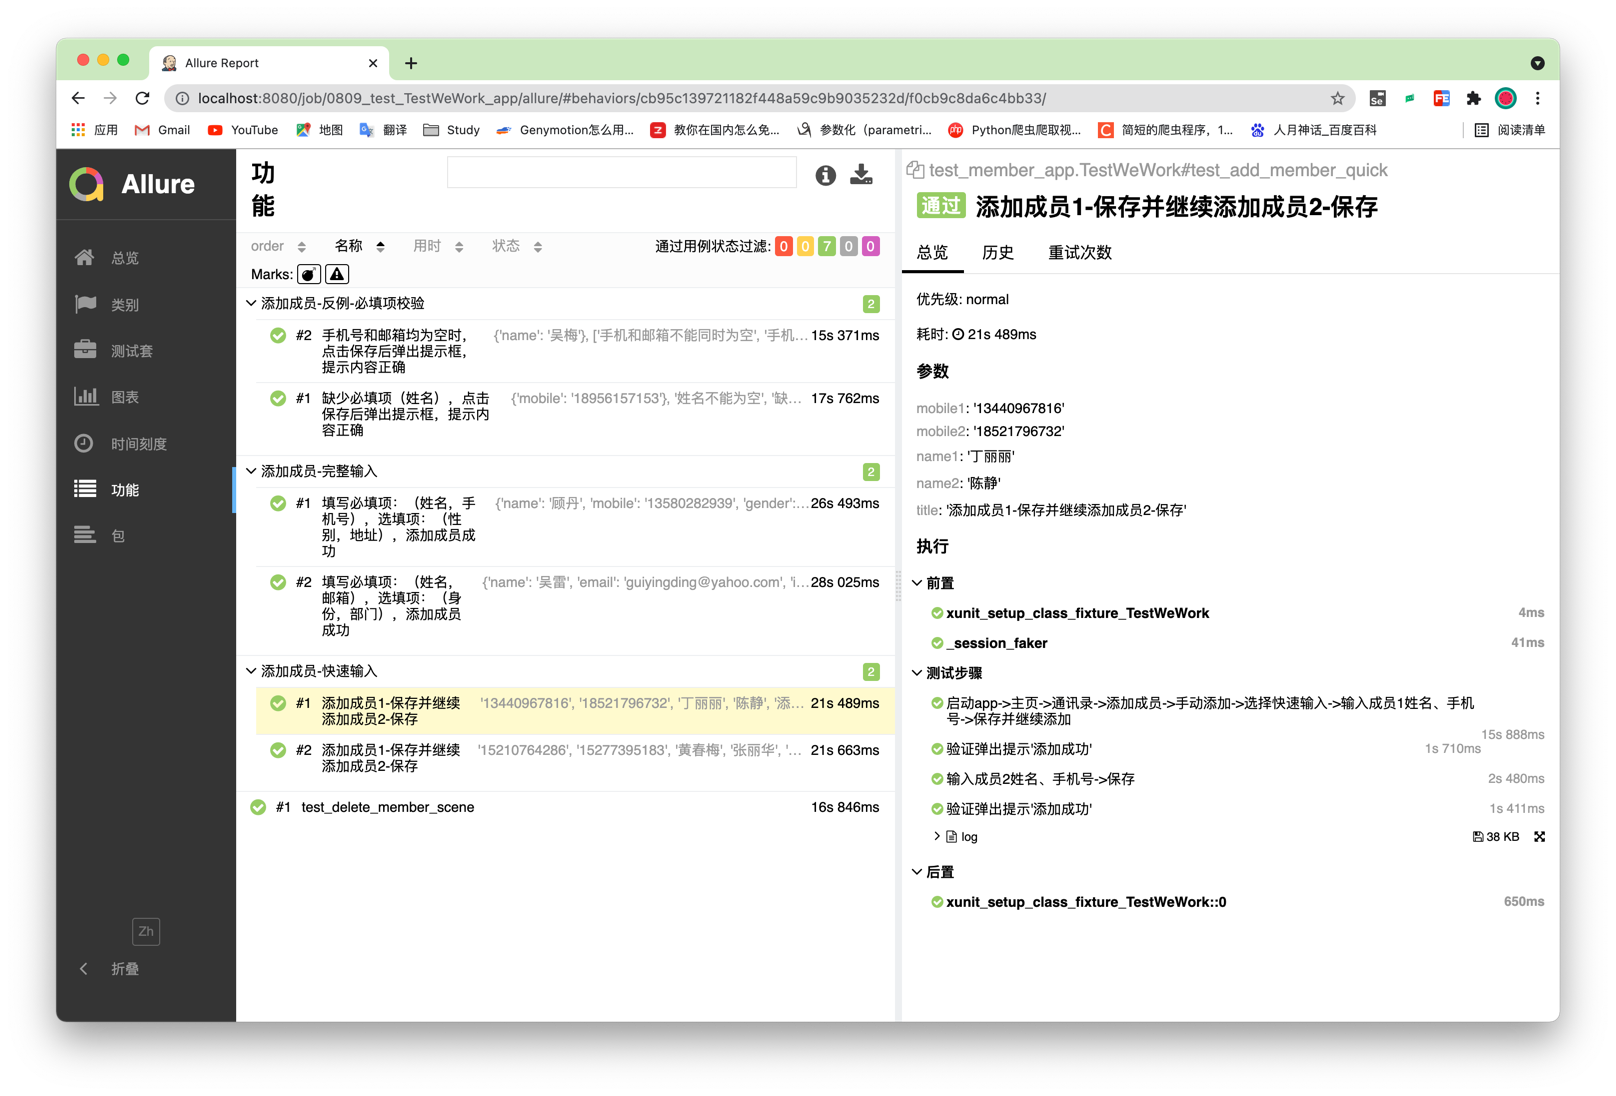 Allure Report
localhost:8080/job/0809_test_TestWeWork_app/allure/#behaviors/cb95c139721182f448a59c9b9035232d/f0cb9c8da6c4bb33/
应用 Gmail YouTube 地图 翻译 Study Genymotion怎么用... 教你在国内怎么免... 参数化（parametri... Python爬虫爬取视... 简短的爬虫程序，1... 人月神话_百度百科 阅读清单
Allure
总览
类别
测试套
图表
时间刻度
功能
包
Zh
折叠
功
能
order 名称 用时 状态 通过用例状态过滤: 0 0 7 0 0
Marks:
添加成员-反例-必填项校验 2
#2 手机号和邮箱均为空时， {'name': '吴梅'}, ['手机和邮箱不能同时为空', '手机... 15s 371ms
点击保存后弹出提示框，
提示内容正确
#1 缺少必填项（姓名），点击 {'mobile': '18956157153'}, '姓名不能为空', '缺... 17s 762ms
保存后弹出提示框，提示内
容正确
添加成员-完整输入 2
#1 填写必填项：（姓名，手 {'name': '顾丹', 'mobile': '13580282939', 'gender':... 26s 493ms
机号），选填项：（性
别，地址），添加成员成
功
#2 填写必填项：（姓名， {'name': '吴雷', 'email': 'guiyingding@yahoo.com', 'i... 28s 025ms
邮箱），选填项：（身
份，部门），添加成员
成功
添加成员-快速输入 2
#1 添加成员1-保存并继续 '13440967816', '18521796732', '丁丽丽', '陈静', '添... 21s 489ms
添加成员2-保存
#2 添加成员1-保存并继续 '15210764286', '15277395183', '黄春梅', '张丽华', '... 21s 663ms
添加成员2-保存
#1 test_delete_member_scene 16s 846ms
test_member_app.TestWeWork#test_add_member_quick
通过 添加成员1-保存并继续添加成员2-保存
总览 历史 重试次数
优先级: normal
耗时: 21s 489ms
参数
mobile1: '13440967816'
mobile2: '18521796732'
name1: '丁丽丽'
name2: '陈静'
title: '添加成员1-保存并继续添加成员2-保存'
执行
前置
xunit_setup_class_fixture_TestWeWork 4ms
_session_faker 41ms
测试步骤
启动app->主页->通讯录->添加成员->手动添加->选择快速输入->输入成员1姓名、手机
号->保存并继续添加
15s 888ms
验证弹出提示'添加成功' 1s 710ms
输入成员2姓名、手机号->保存 2s 480ms
验证弹出提示'添加成功' 1s 411ms
log 38 KB
后置
xunit_setup_class_fixture_TestWeWork::0 650ms